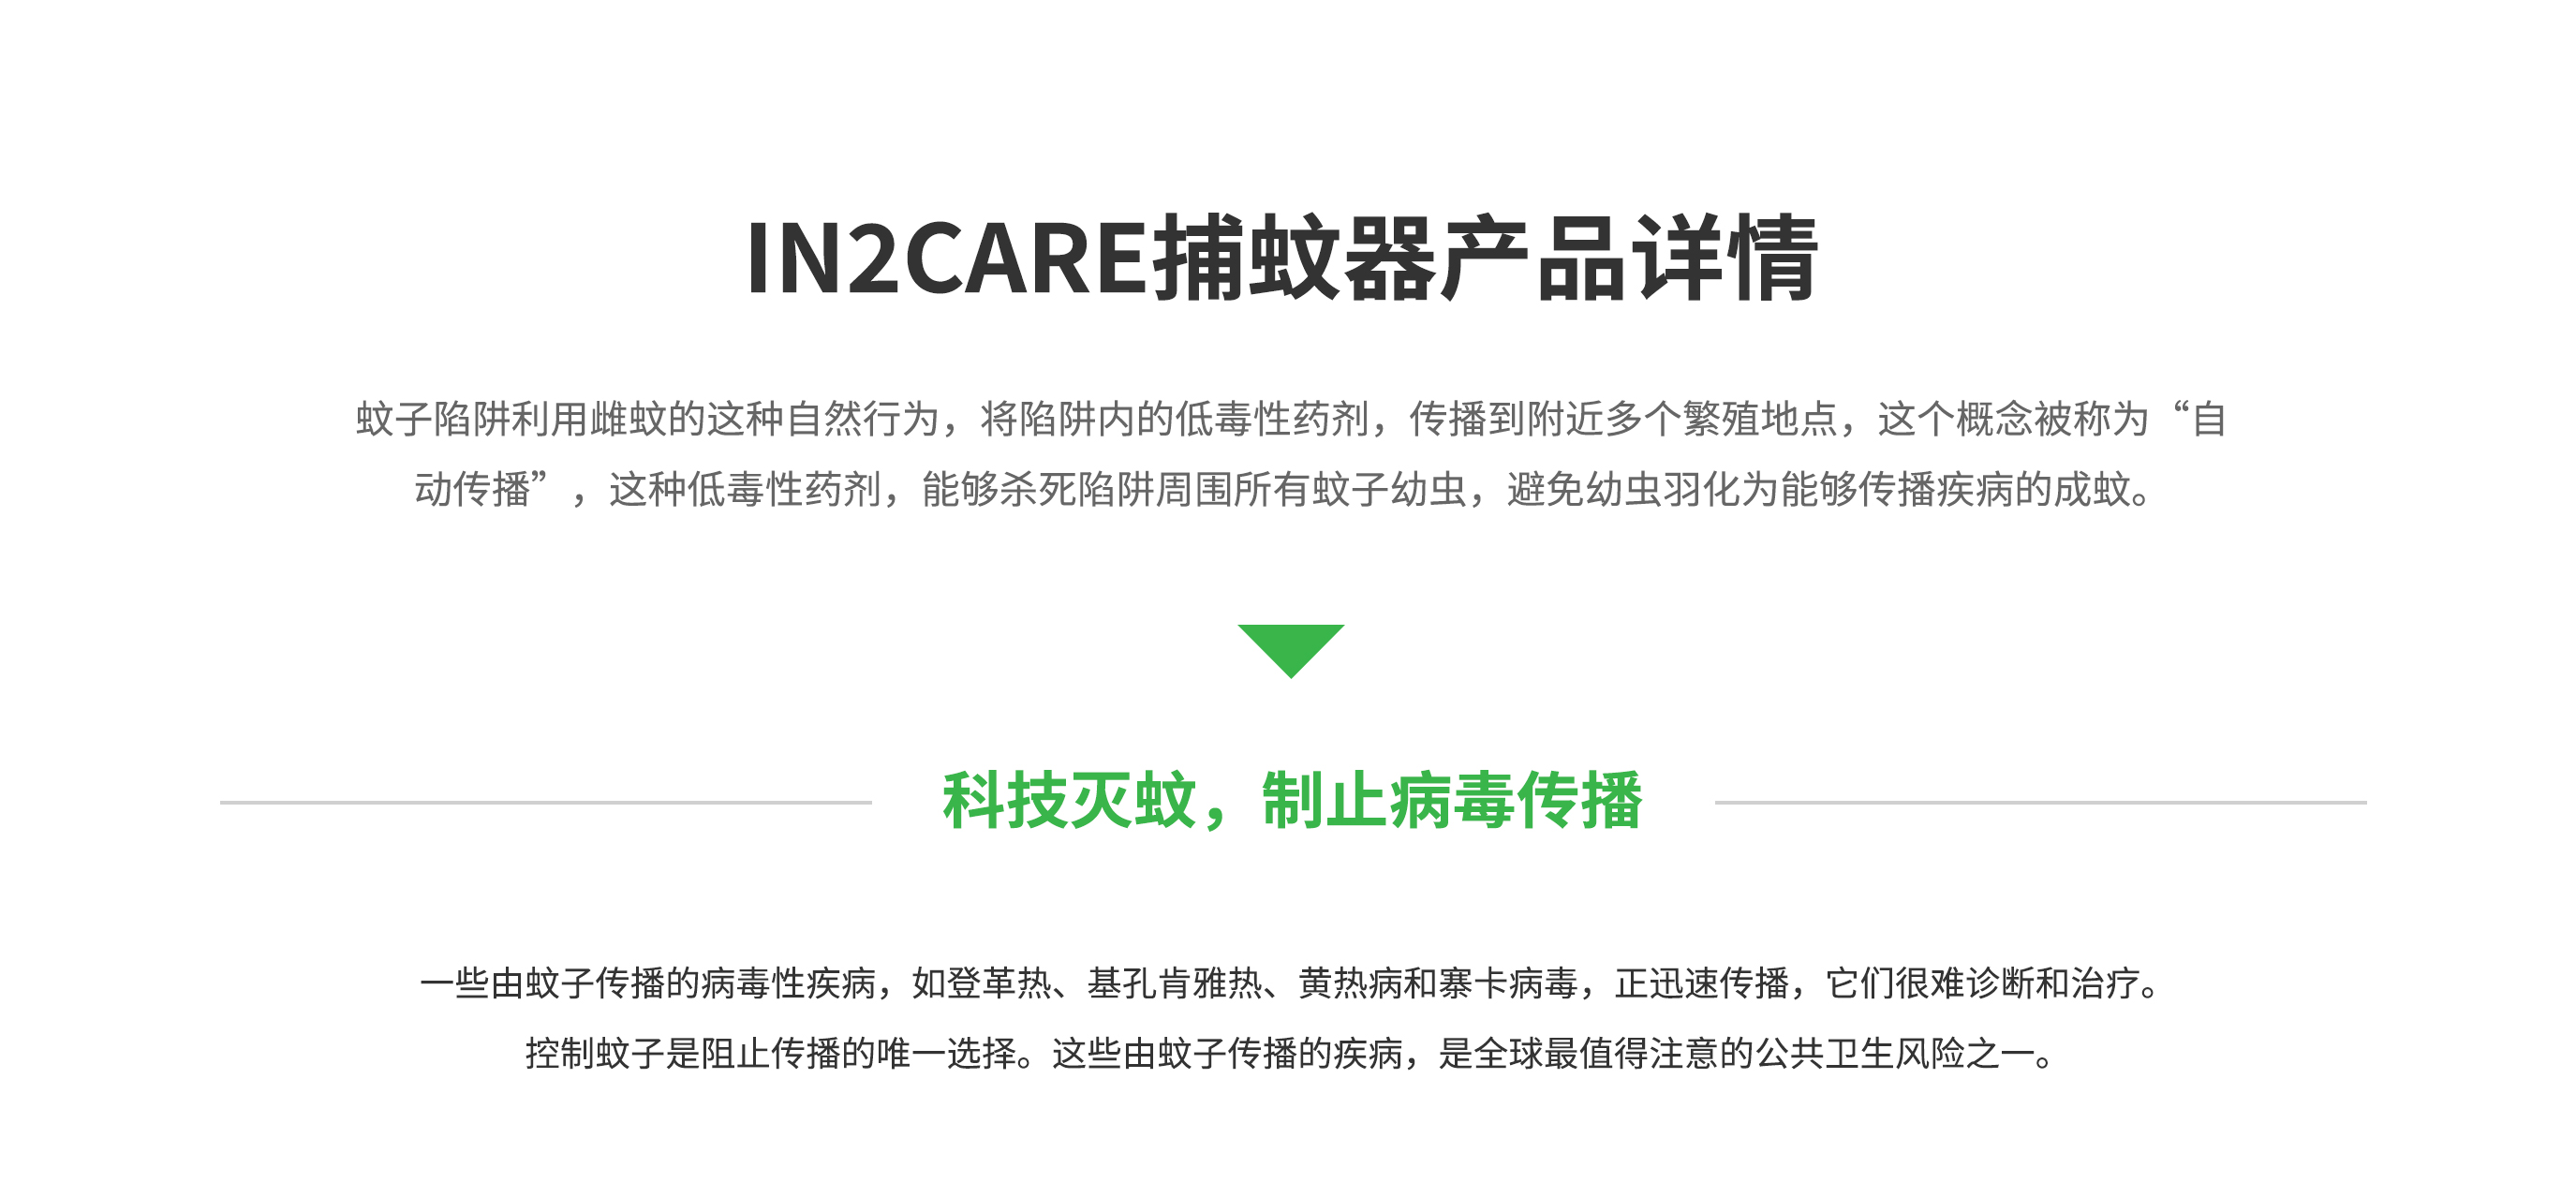 IN2CARE捕蚊器产品详情
蚊子陷阱利用雌蚊的这种自然行为，将陷阱内的低毒性药剂，传播到附近多个繁殖地点，这个概念被称为“自
动传播”，这种低毒性药剂，能够杀死陷阱周围所有蚊子幼虫，避免幼虫羽化为能够传播疾病的成蚊。
科技灭蚊，制止病毒传播
一些由蚊子传播的病毒性疾病，如登革热、基孔肯雅热、黄热病和寨卡病毒，正迅速传播，它们很难诊断和治疗。
控制蚊子是阻止传播的唯一选择。这些由蚊子传播的疾病，是全球最值得注意的公共卫生风险之一。